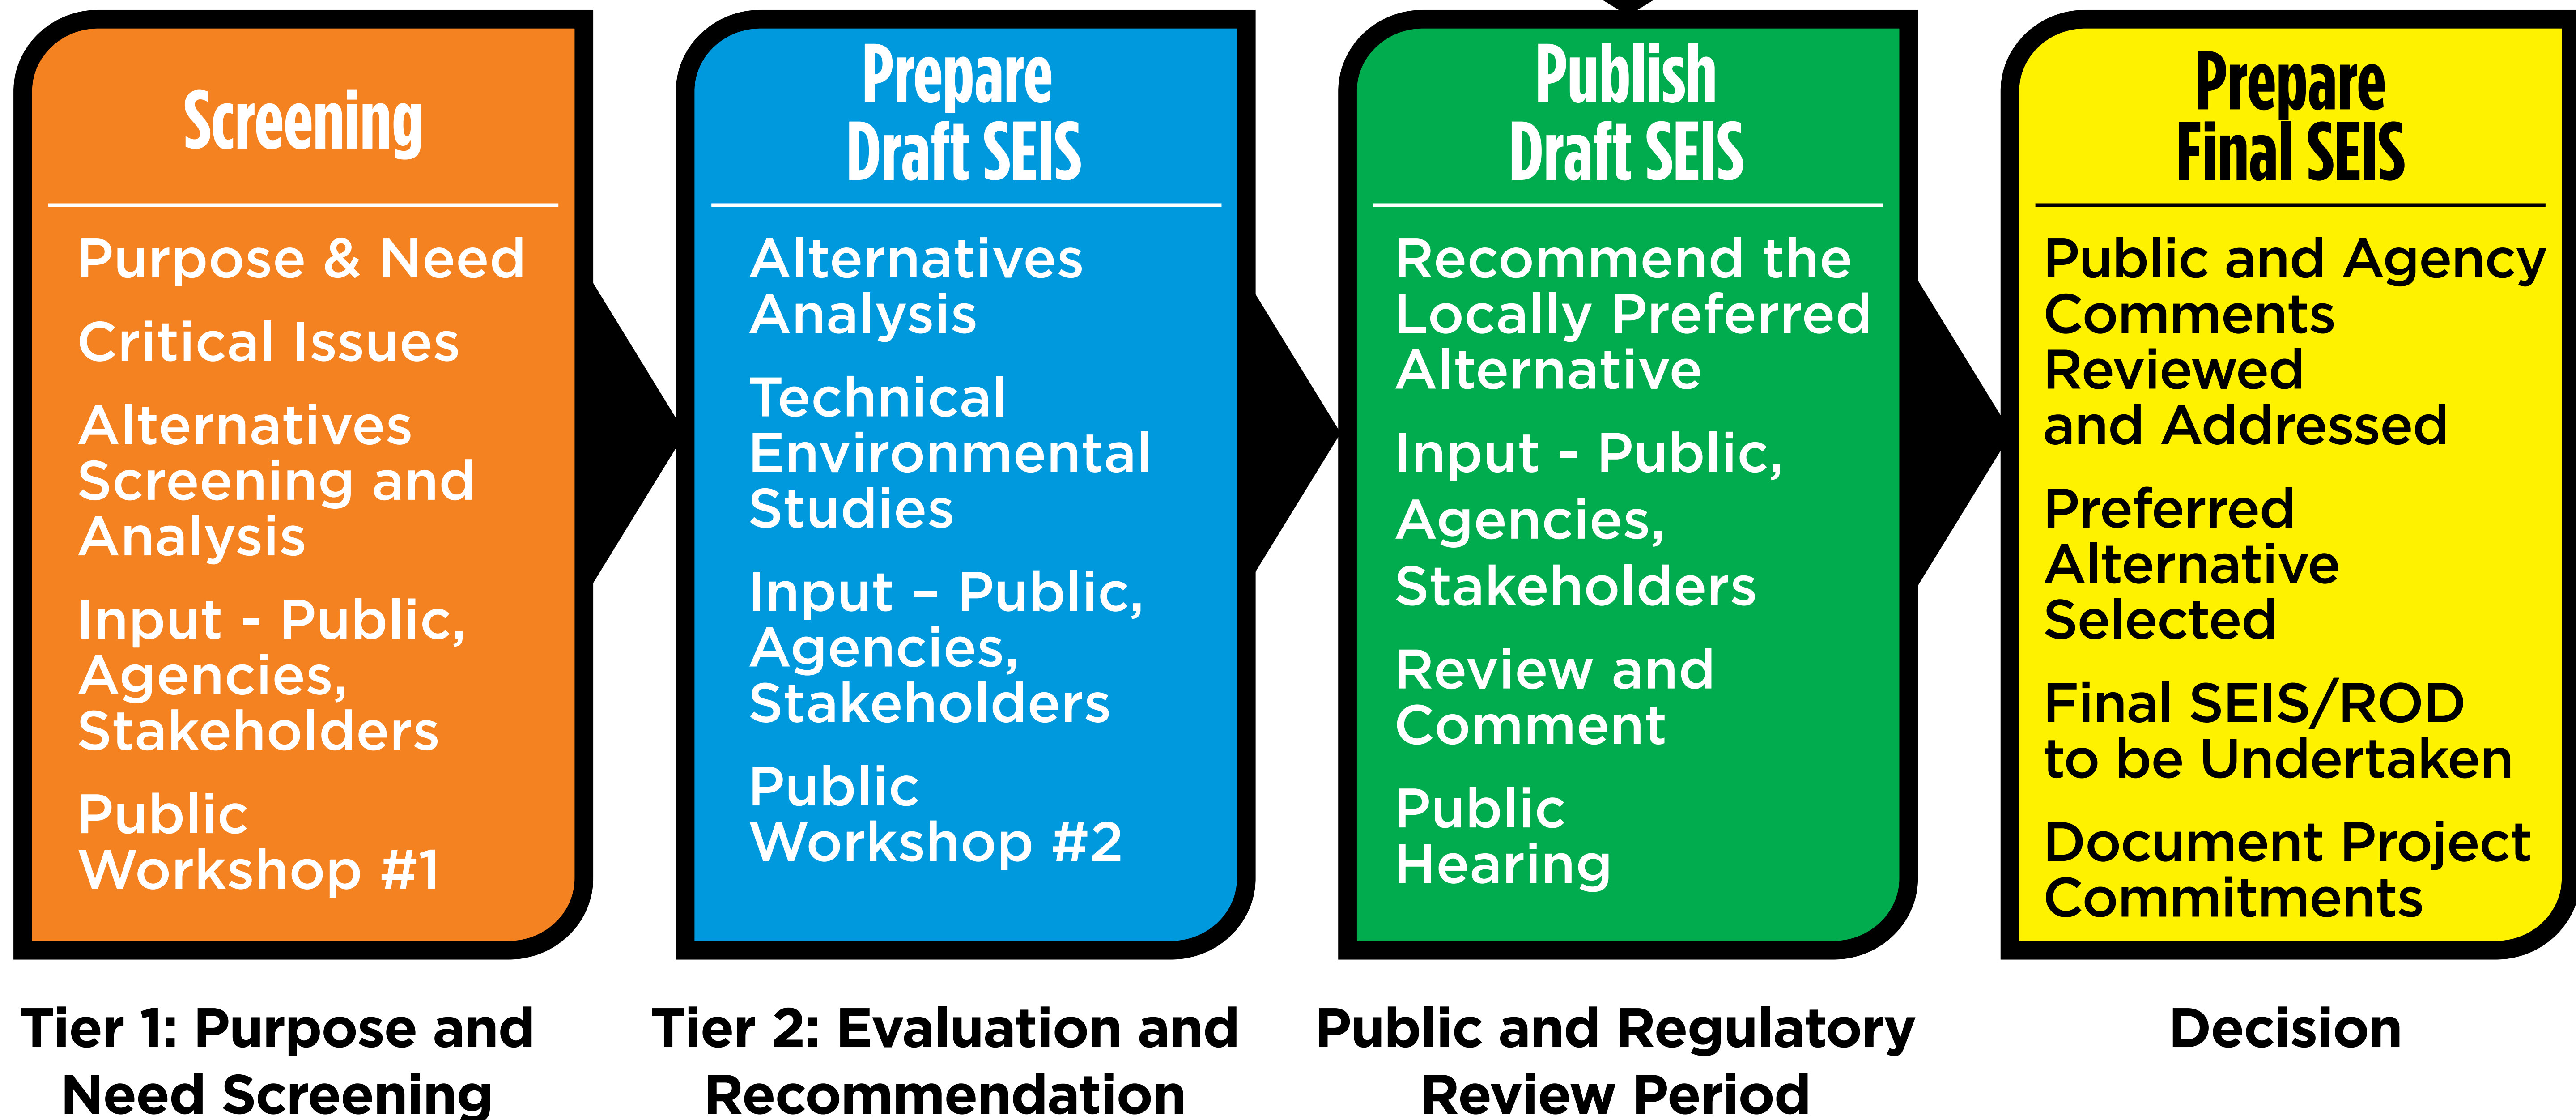 Screening
Purpose & Need
Critical Issues
Alternatives
Screening and
Analysis
Input - Public,
Agencies,
Stakeholders
Public
Workshop #1
Tier 1: Purpose and
Need Screening
Prepare
Draft SEIS
Alternatives
Analysis
Technical
Environmental
Studies
Input – Public,
Agencies,
Stakeholders
Public
Workshop #2
Tier 2: Evaluation and
Recommendation
Publish
Draft SEIS
Recommend the
Locally Preferred
Alternative
Input - Public,
Agencies,
Stakeholders
Review and
Comment
Public
Hearing
Public and Regulatory
Review Period
Prepare
Final SEIS
Public and Agency
Comments
Reviewed
and Addressed
Preferred
Alternative
Selected
Final SEIS/ROD
to be Undertaken
Document Project
Commitments
Decision